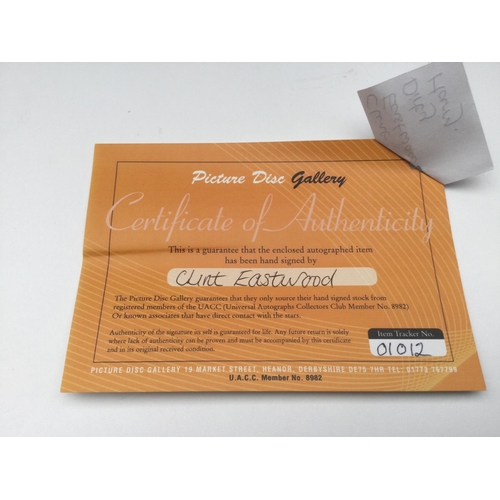 Picture Disc Gallery
Certificate of Authenticity
This is a guarantee that the enclosed autographed item
has been hand signed by
Clint Eastwood
The Picture Disc Gallery guarantees that they only source their hand signed stock from
registered members of the UACC (Universal Autographs Collectors Club Member No. 8982)
Or known associates that have direct contact with the stars.
Authenticity of the signature its self is guaranteed for life. Any future return is solely
where lack of authenticity can be proven and must be accompanied by this certificate
and in its original received condition.
Item Tracker No.
01012
PICTURE DISC GALLERY 19 MARKET STREET, HEANOR, DERBYSHIRE DE75 7HR TEL: 01773
U.A.C.C. Member No. 8982